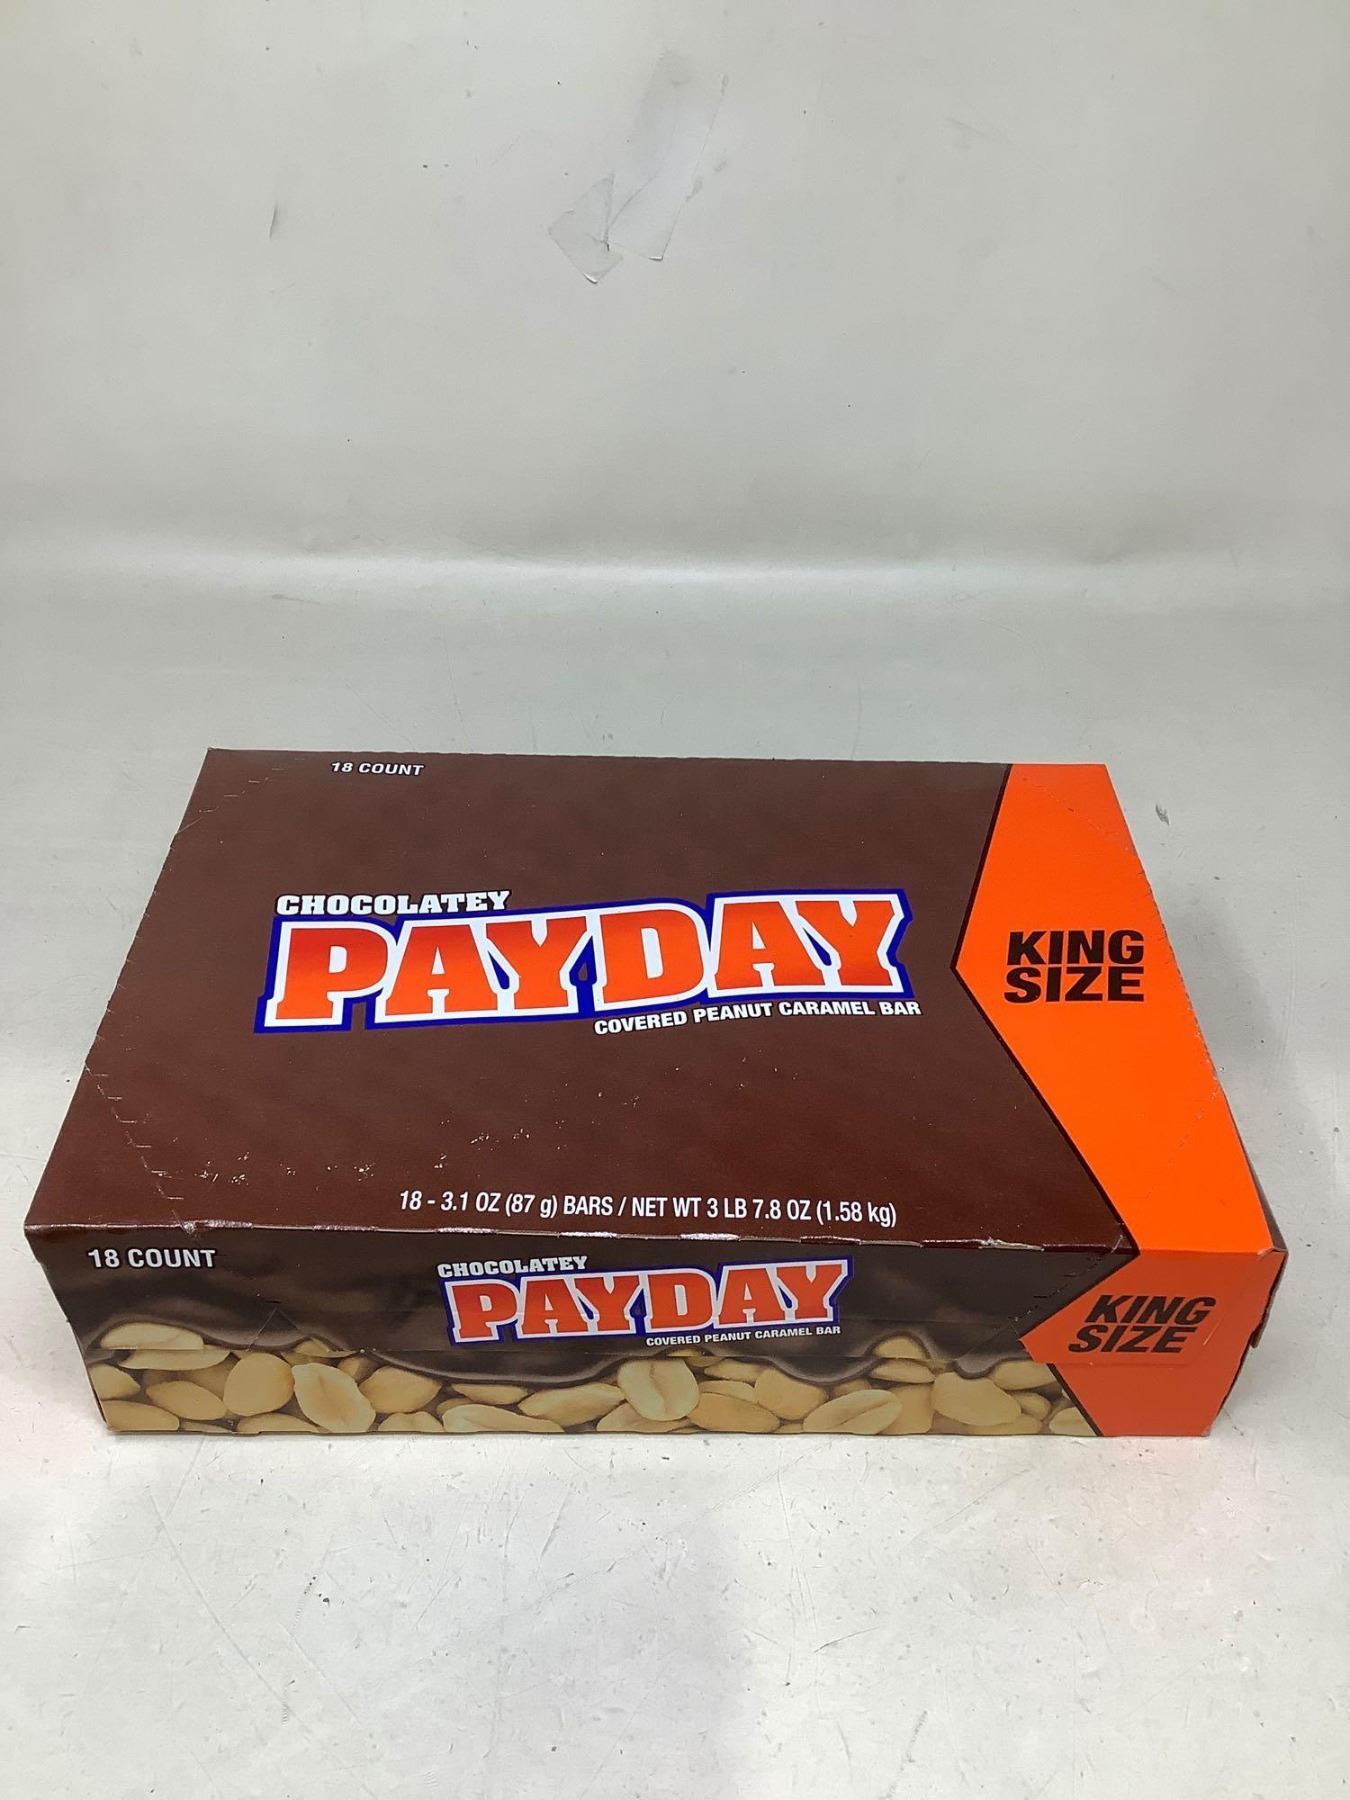 18 COUNT
CHOCOLATEY
PAYDAY
COVERED PEANUT CARAMEL BAR
KING
SIZE
18 - 3.1 OZ (87 g) BARS / NET WT 3 LB 7.8 OZ (1.58 kg)
18 COUNT
CHOCOLATEY
PAYDAY
COVERED PEANUT CARAMEL BAR
KING
SIZE